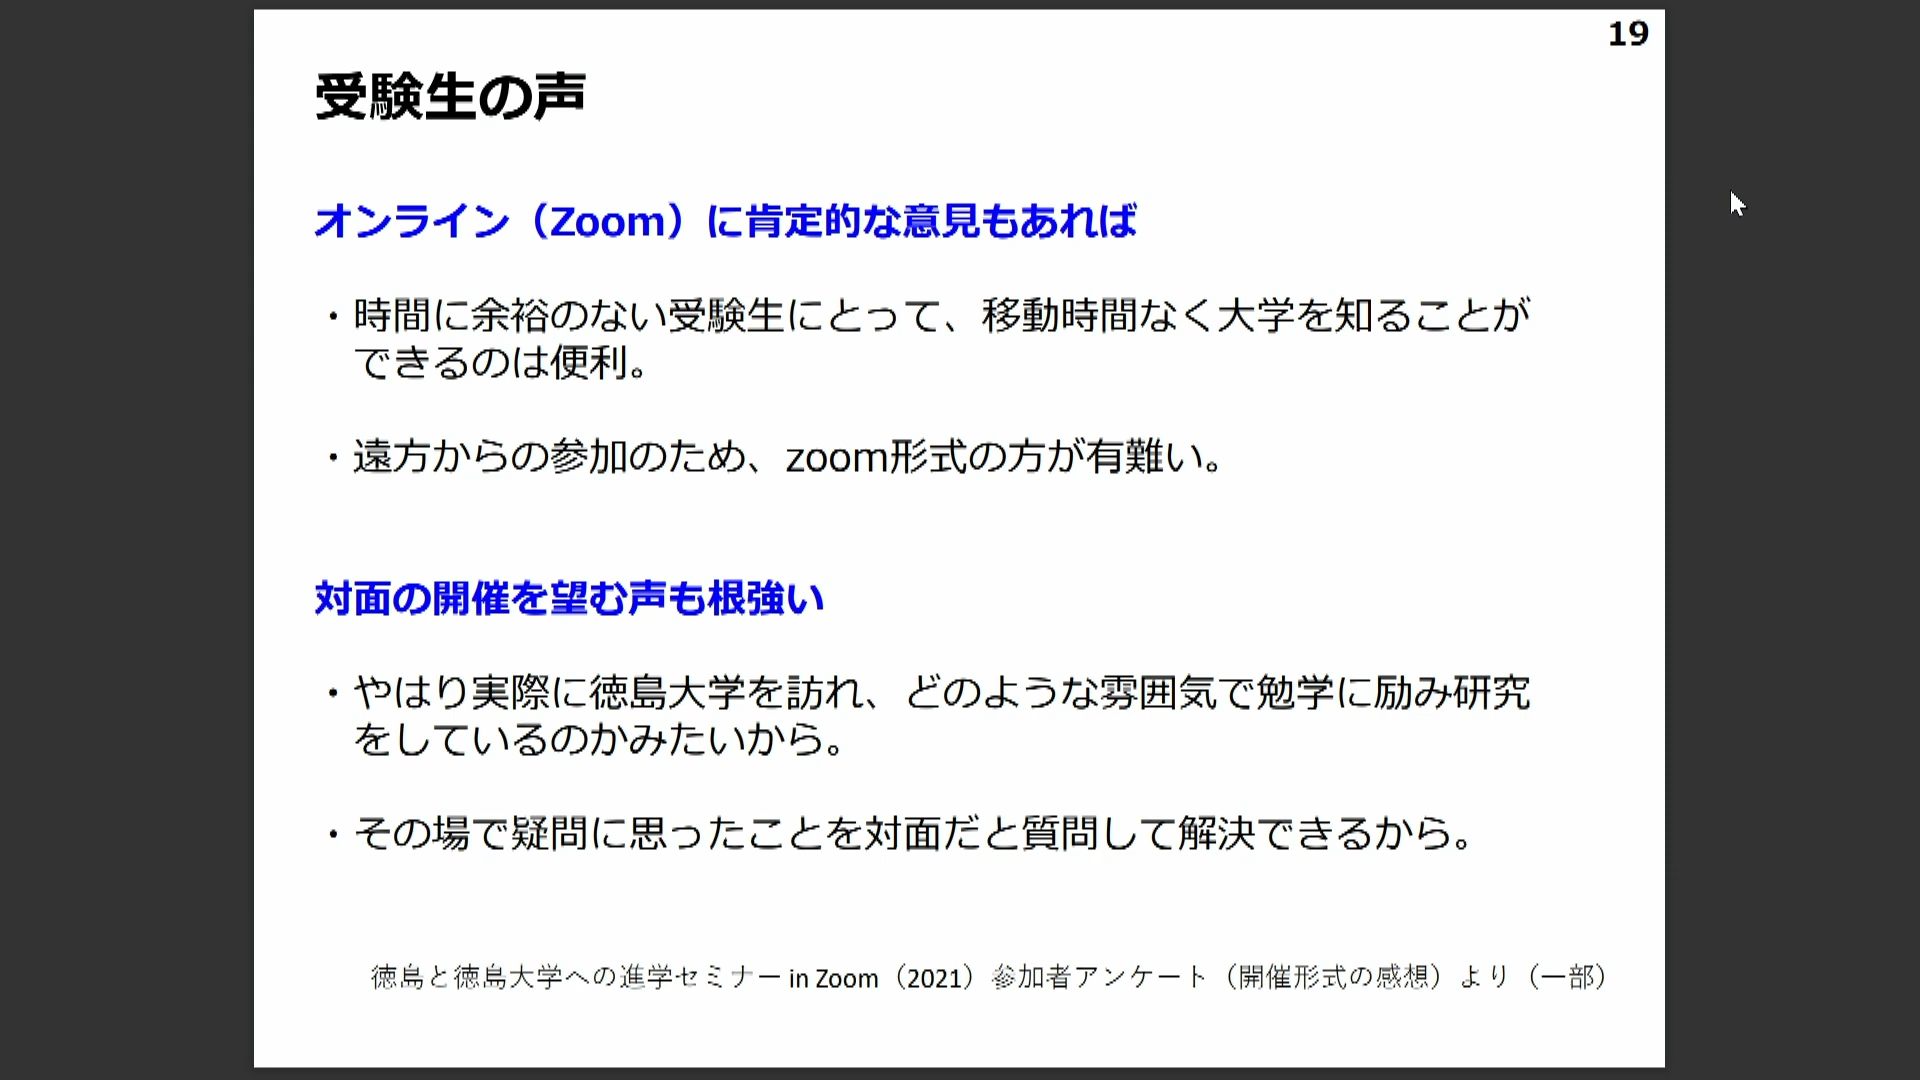 19
受験生の声
オンライン（Zoom）に肯定的な意見もあれば
・時間に余裕のない受験生にとって、移動時間なく大学を知ることが
できるのは便利。
・遠方からの参加のため、zoom形式の方が有難い。
対面の開催を望む声も根強い
・やはり実際に徳島大学を訪れ、どのような雰囲気で勉学に励み研究
をしているのかみたいから。
・その場で疑問に思ったことを対面だと質問して解決できるから。
徳島と徳島大学への進学セミナー in Zoom（2021）参加者アンケート（開催形式の感想）より（一部）